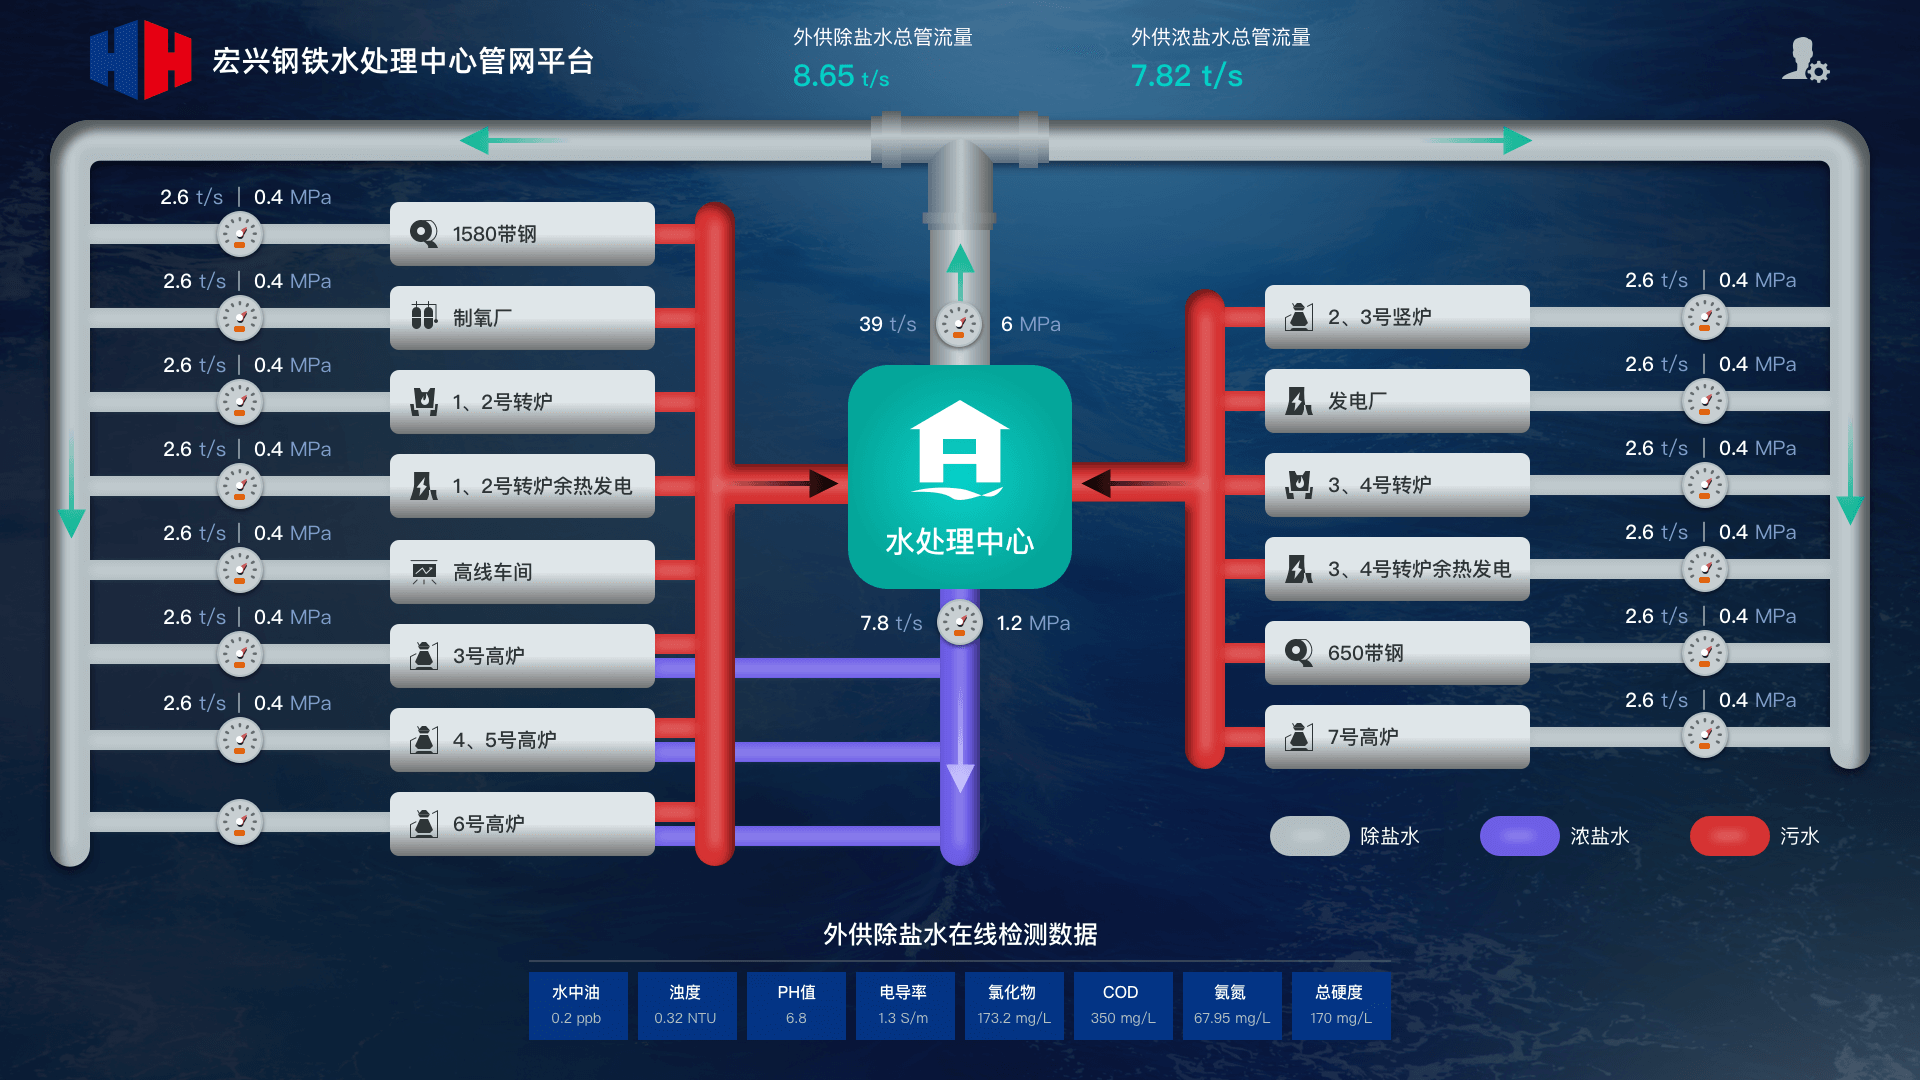 宏兴钢铁水处理中心管网平台
外供除盐水总管流量
8.65 t/s
外供浓盐水总管流量
7.82 t/s
2.6 t/s | 0.4 MPa
1580带钢
2.6 t/s | 0.4 MPa
制氧厂
2.6 t/s | 0.4 MPa
1、2号转炉
2.6 t/s | 0.4 MPa
1、2号转炉余热发电
2.6 t/s | 0.4 MPa
高线车间
2.6 t/s | 0.4 MPa
3号高炉
2.6 t/s | 0.4 MPa
4、5号高炉
6号高炉
39 t/s 6 MPa
水处理中心
7.8 t/s 1.2 MPa
2.6 t/s | 0.4 MPa
2、3号竖炉
2.6 t/s | 0.4 MPa
发电厂
2.6 t/s | 0.4 MPa
3、4号转炉
2.6 t/s | 0.4 MPa
3、4号转炉余热发电
2.6 t/s | 0.4 MPa
650带钢
2.6 t/s | 0.4 MPa
7号高炉
除盐水
浓盐水
污水
外供除盐水在线检测数据
水中油
0.2 ppb
浊度
0.32 NTU
PH值
6.8
电导率
1.3 S/m
氯化物
173.2 mg/L
COD
350 mg/L
氨氮
67.95 mg/L
总硬度
170 mg/L